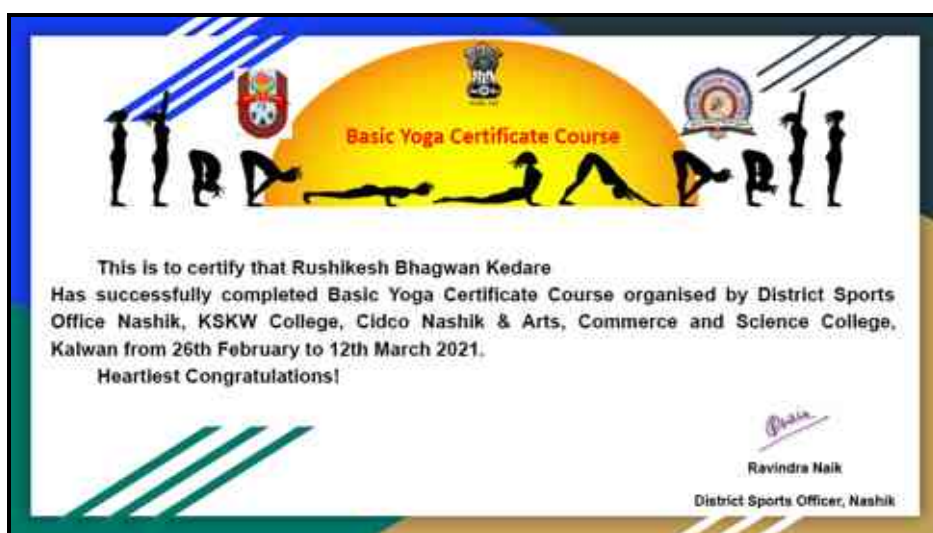 Basic Yoga Certificate Course
This is to certify that Rushikesh Bhagwan Kedare
Has successfully completed Basic Yoga Certificate Course organised by District Sports
Office Nashik, KSKW College, Cidco Nashik & Arts, Commerce and Science College,
Kalwan from 26th February to 12th March 2021.
Heartiest Congratulations!
Ravindra Naik
District Sports Officer, Nashik